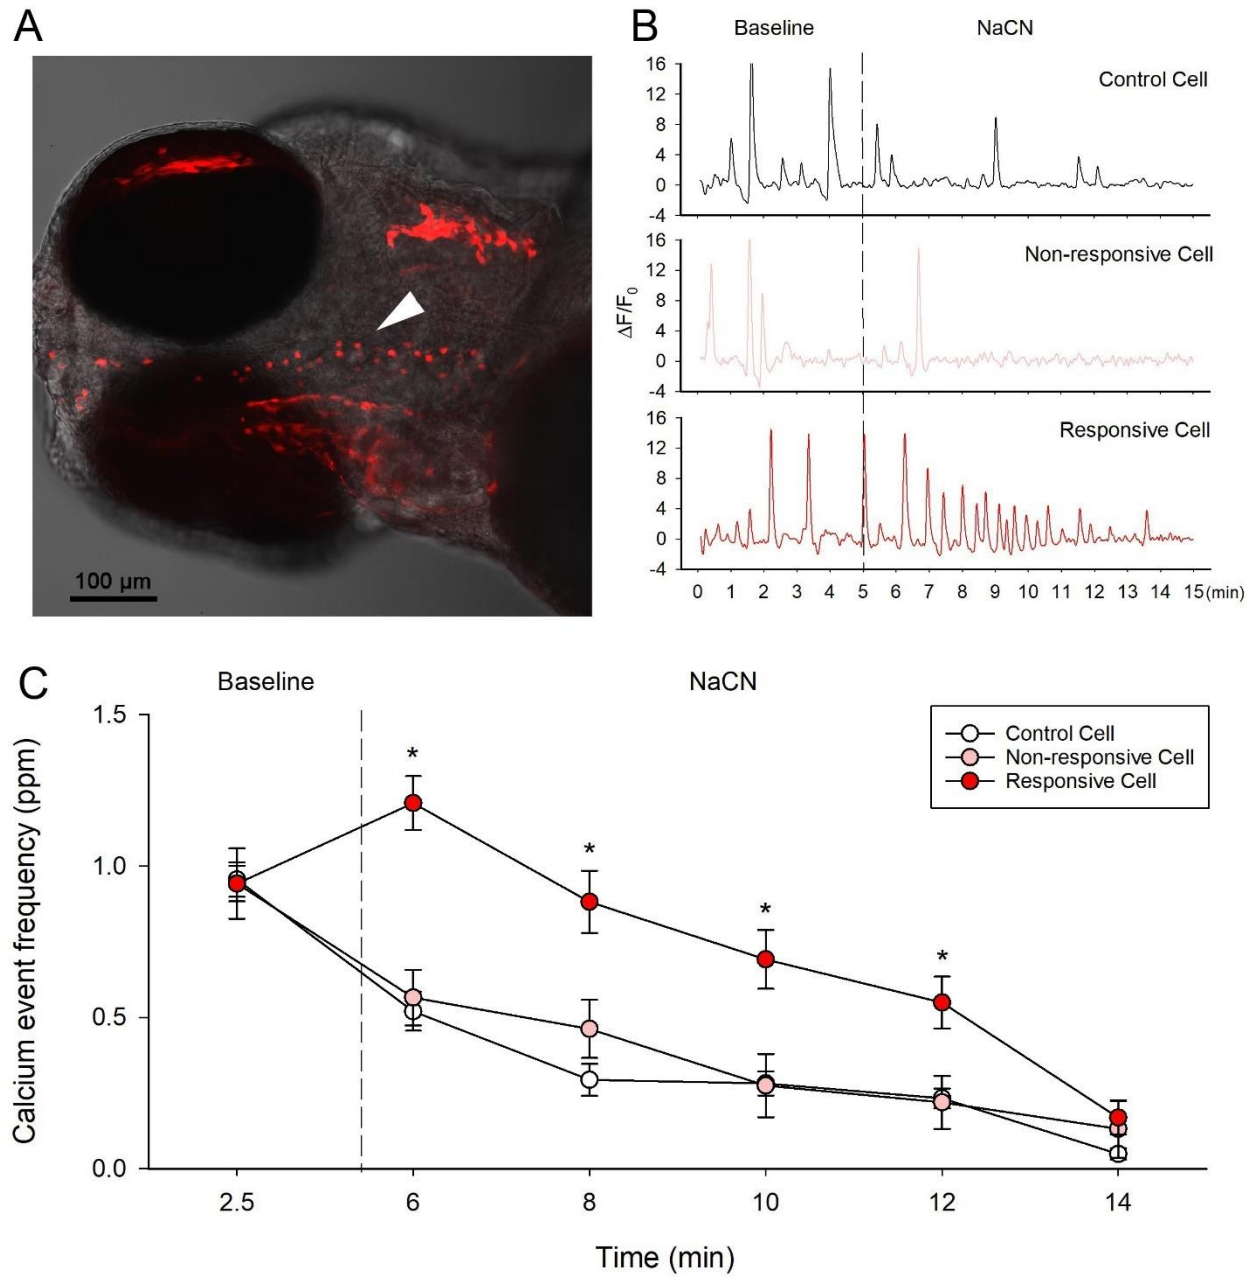 A
100 µm
B
Baseline NaCN
16
12
8
4
0
-4
Control Cell
16
12
8
4
0
-4
Non-responsive Cell
ΔF/F0
16
12
8
4
0
-4
Responsive Cell
0 1 2 3 4 5 6 7 8 9 10 11 12 13 14 15 (min)
C
Baseline NaCN
Calcium event frequency (ppm)
1.5
1.0
0.5
0.0
* * * *
Control Cell
Non-responsive Cell
Responsive Cell
2.5 6 8 10 12 14
Time (min)